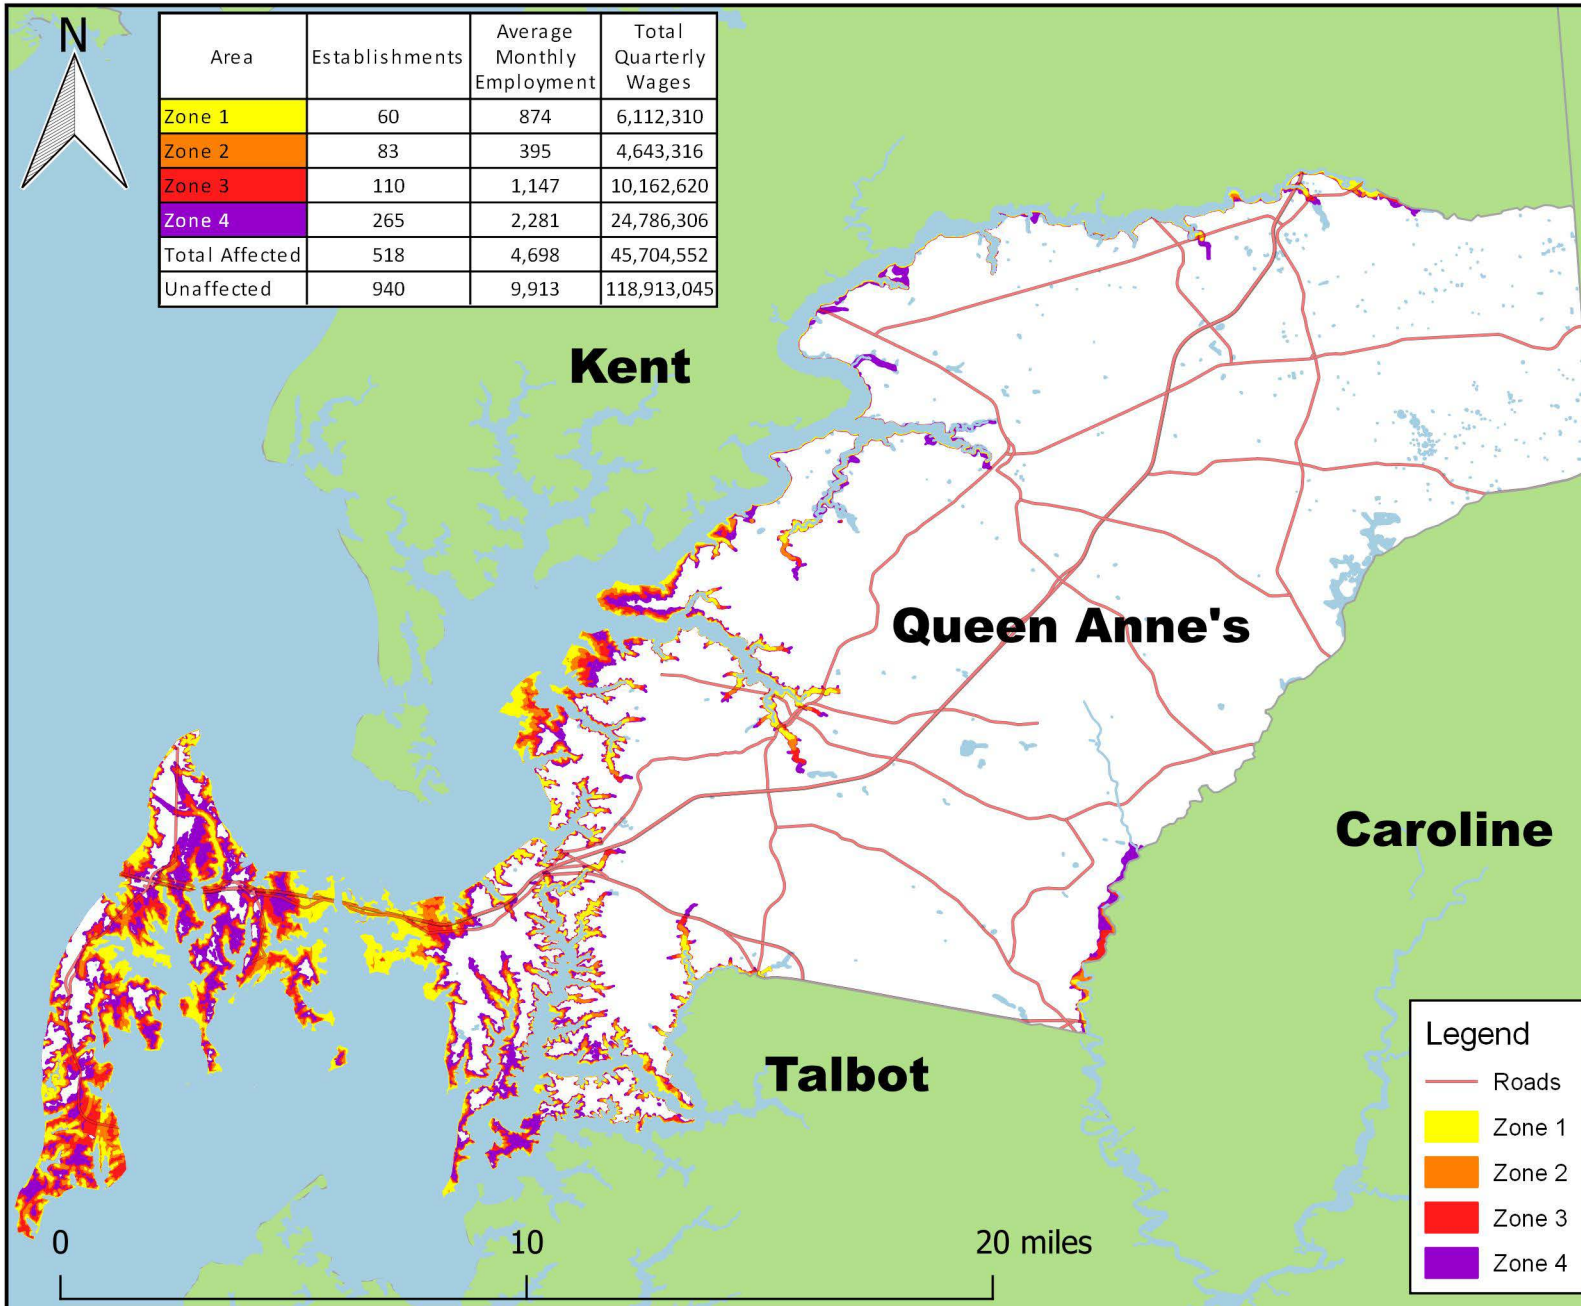 N
Area Establishments Average Monthly Employment Total Quarterly Wages
Zone 1 60 874 6,112,310
Zone 2 83 395 4,643,316
Zone 3 110 1,147 10,162,620
Zone 4 265 2,281 24,786,306
Total Affected 518 4,698 45,704,552
Unaffected 940 9,913 118,913,045
Kent
Queen Anne's
Caroline
Talbot
Legend
Roads
Zone 1
Zone 2
Zone 3
Zone 4
0 10 20 miles